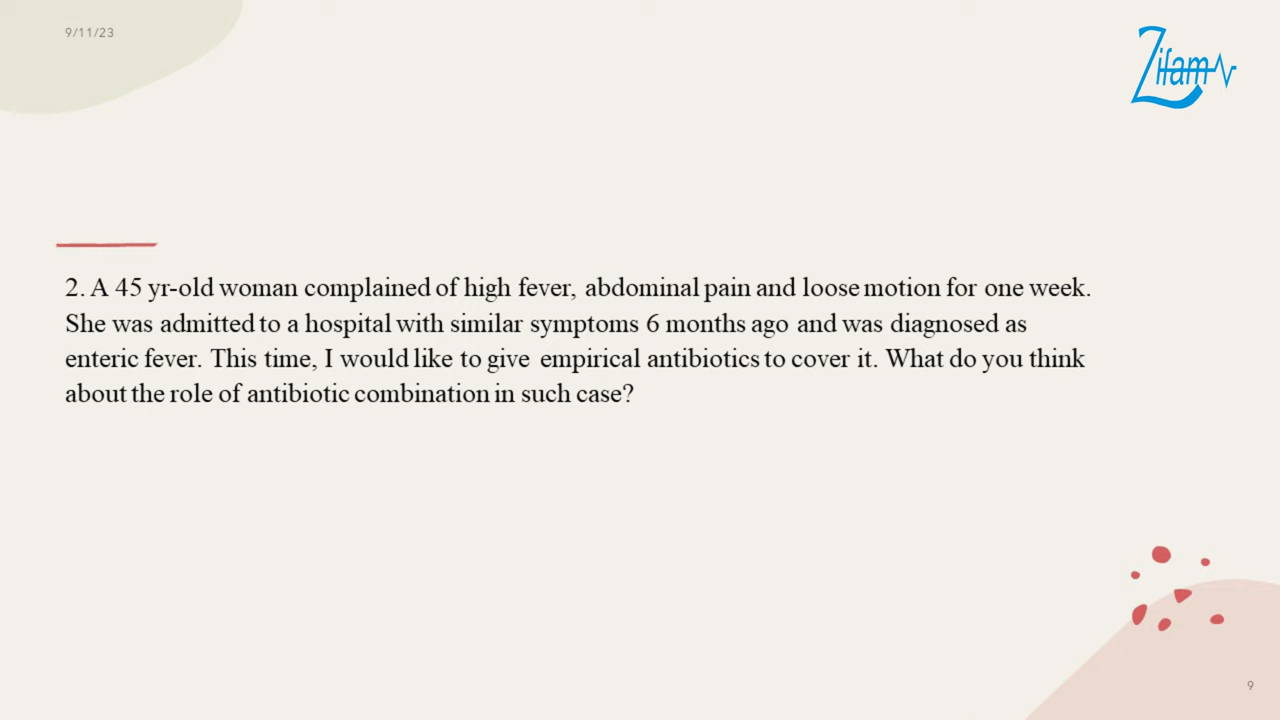 9/11/23
Zifam
2. A 45 yr-old woman complained of high fever, abdominal pain and loose motion for one week.
She was admitted to a hospital with similar symptoms 6 months ago and was diagnosed as
enteric fever. This time, I would like to give empirical antibiotics to cover it. What do you think
about the role of antibiotic combination in such case?
9